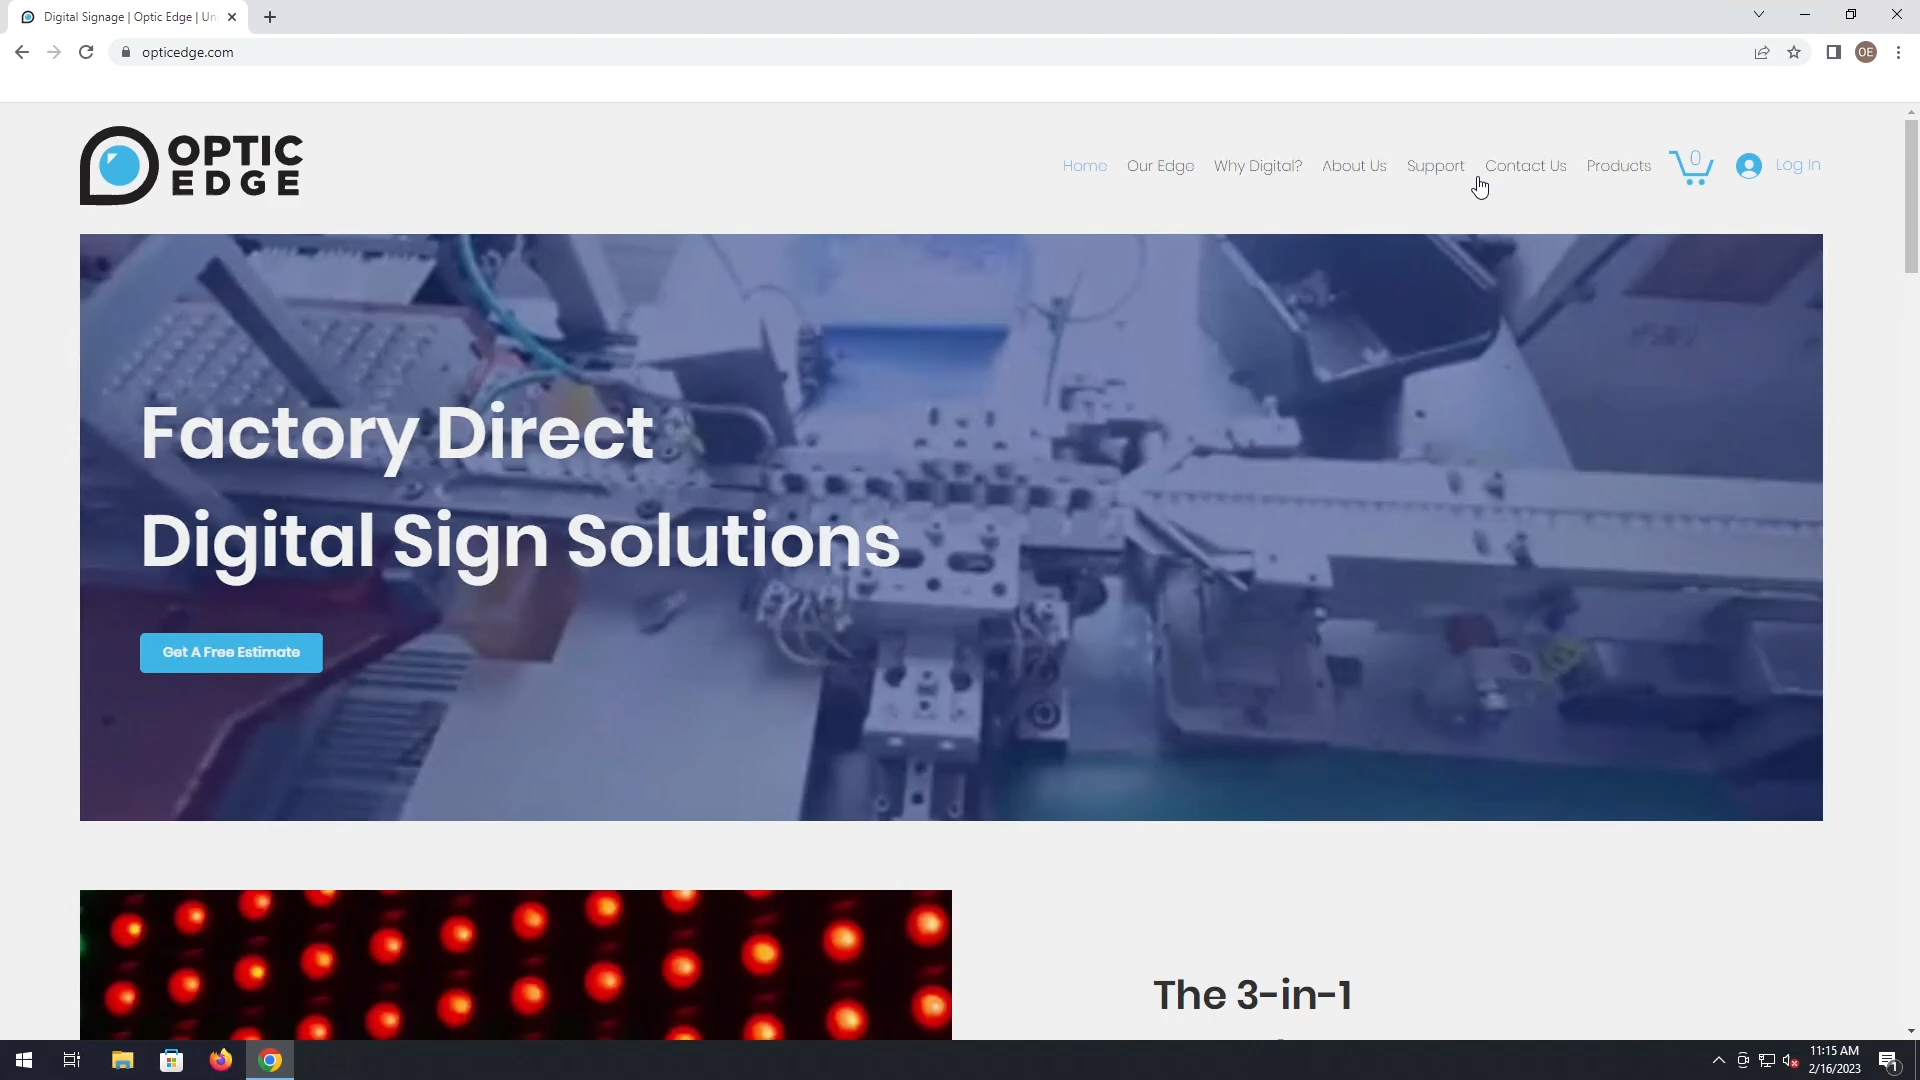 Digital Signage | Optic Edge | Un
opticedge.com
OE
OPTIC
EDGE
Home
Our Edge
Why Digital?
About Us
Support
Contact Us
Products
0
Log In
Factory Direct
Digital Sign Solutions
Get A Free Estimate
The 3-in-1
11:15 AM
2/16/2023
1